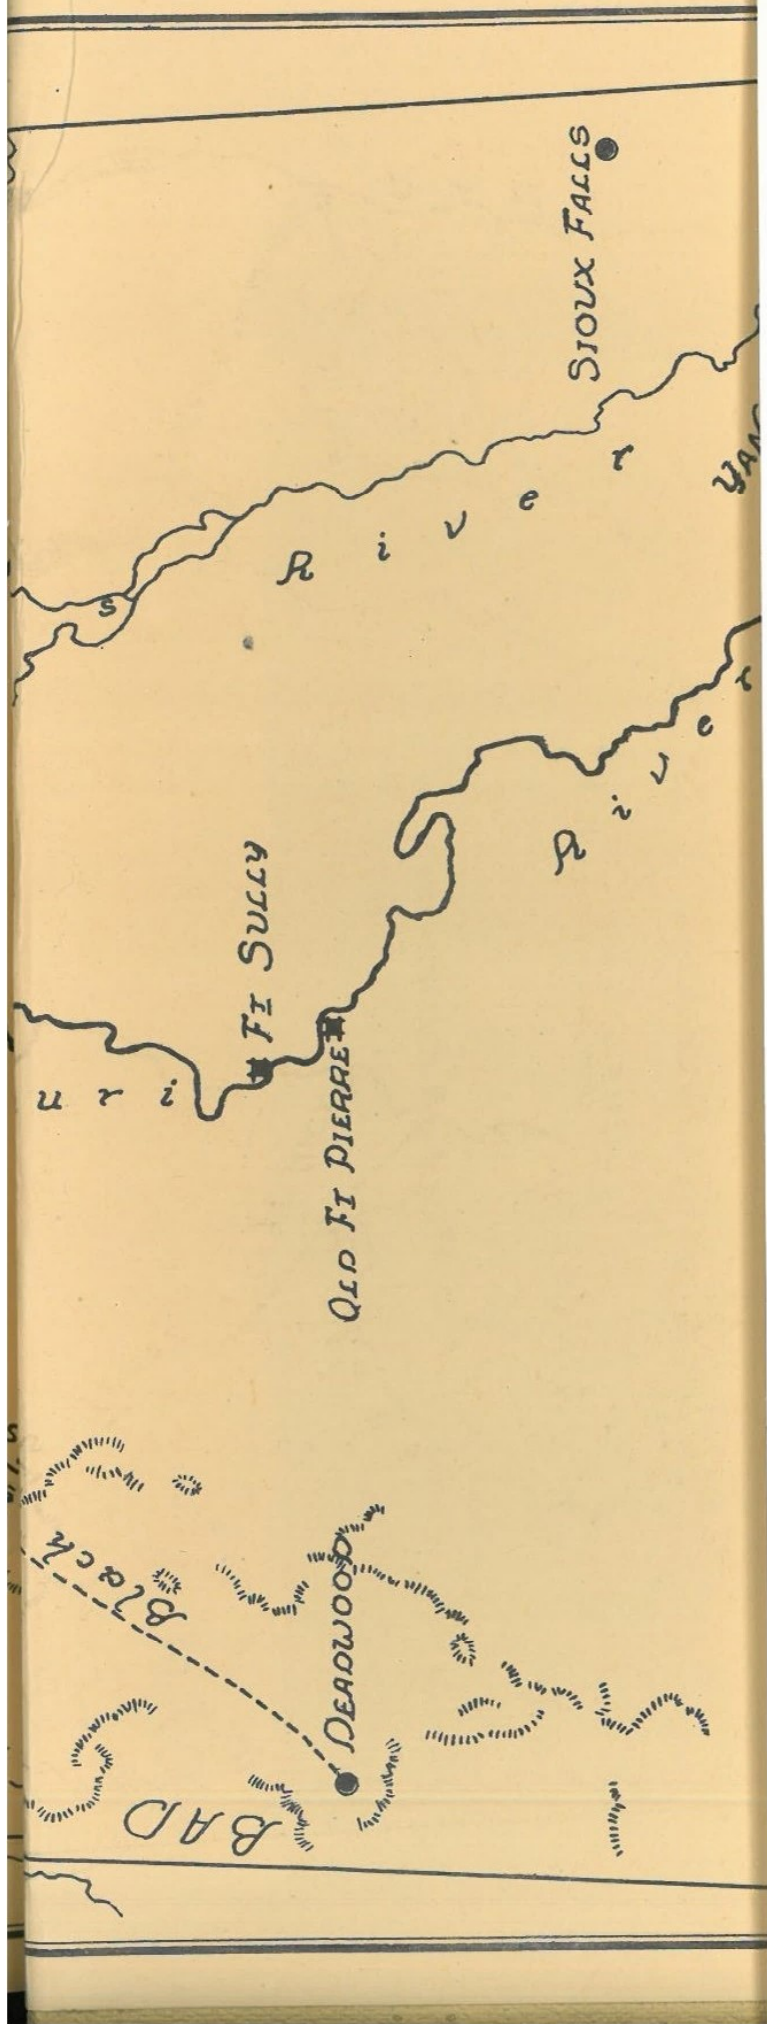 SIOUX FALLS
s
River
River
FT SULLY
uri
OLD FT PIERRE
Black
DEADWOOD
BAD